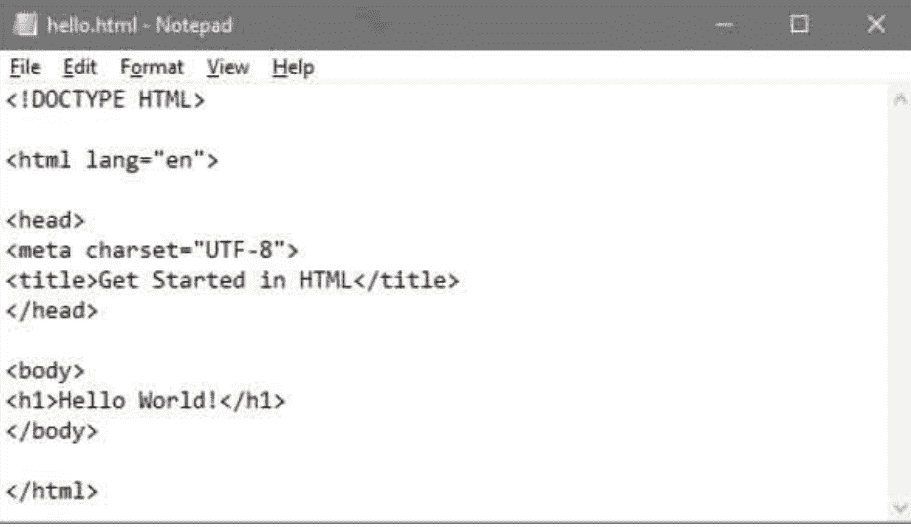 hello.html - Notepad
File Edit Format View Help
<!DOCTYPE HTML>
<html lang="en">
<head>
<meta charset="UTF-8">
<title>Get Started in HTML</title>
</head>
<body>
<h1>Hello World!</h1>
</body>
</html>